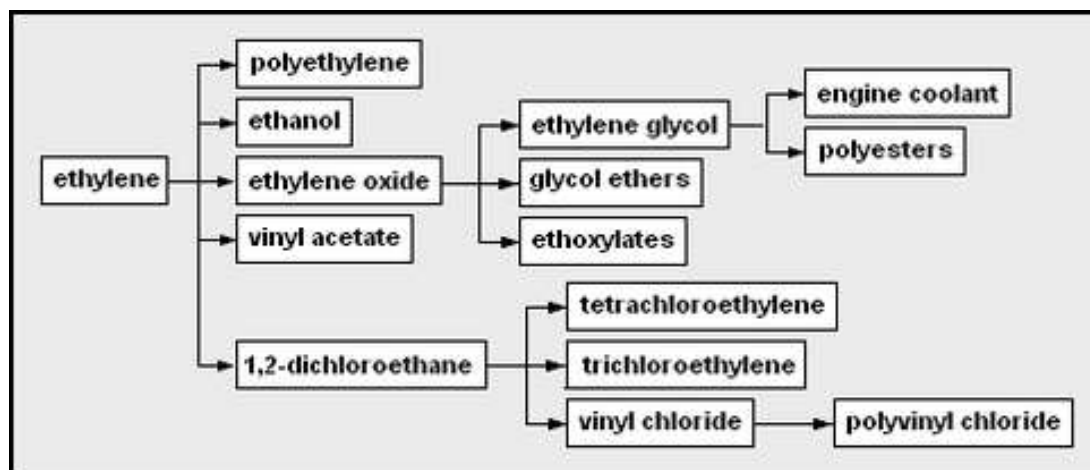 polyethylene
engine coolant
ethanol
ethylene glycol
polyesters
ethylene
ethylene oxide
glycol ethers
vinyl acetate
ethoxylates
tetrachloroethylene
1,2-dichloroethane
trichloroethylene
vinyl chloride
polyvinyl chloride